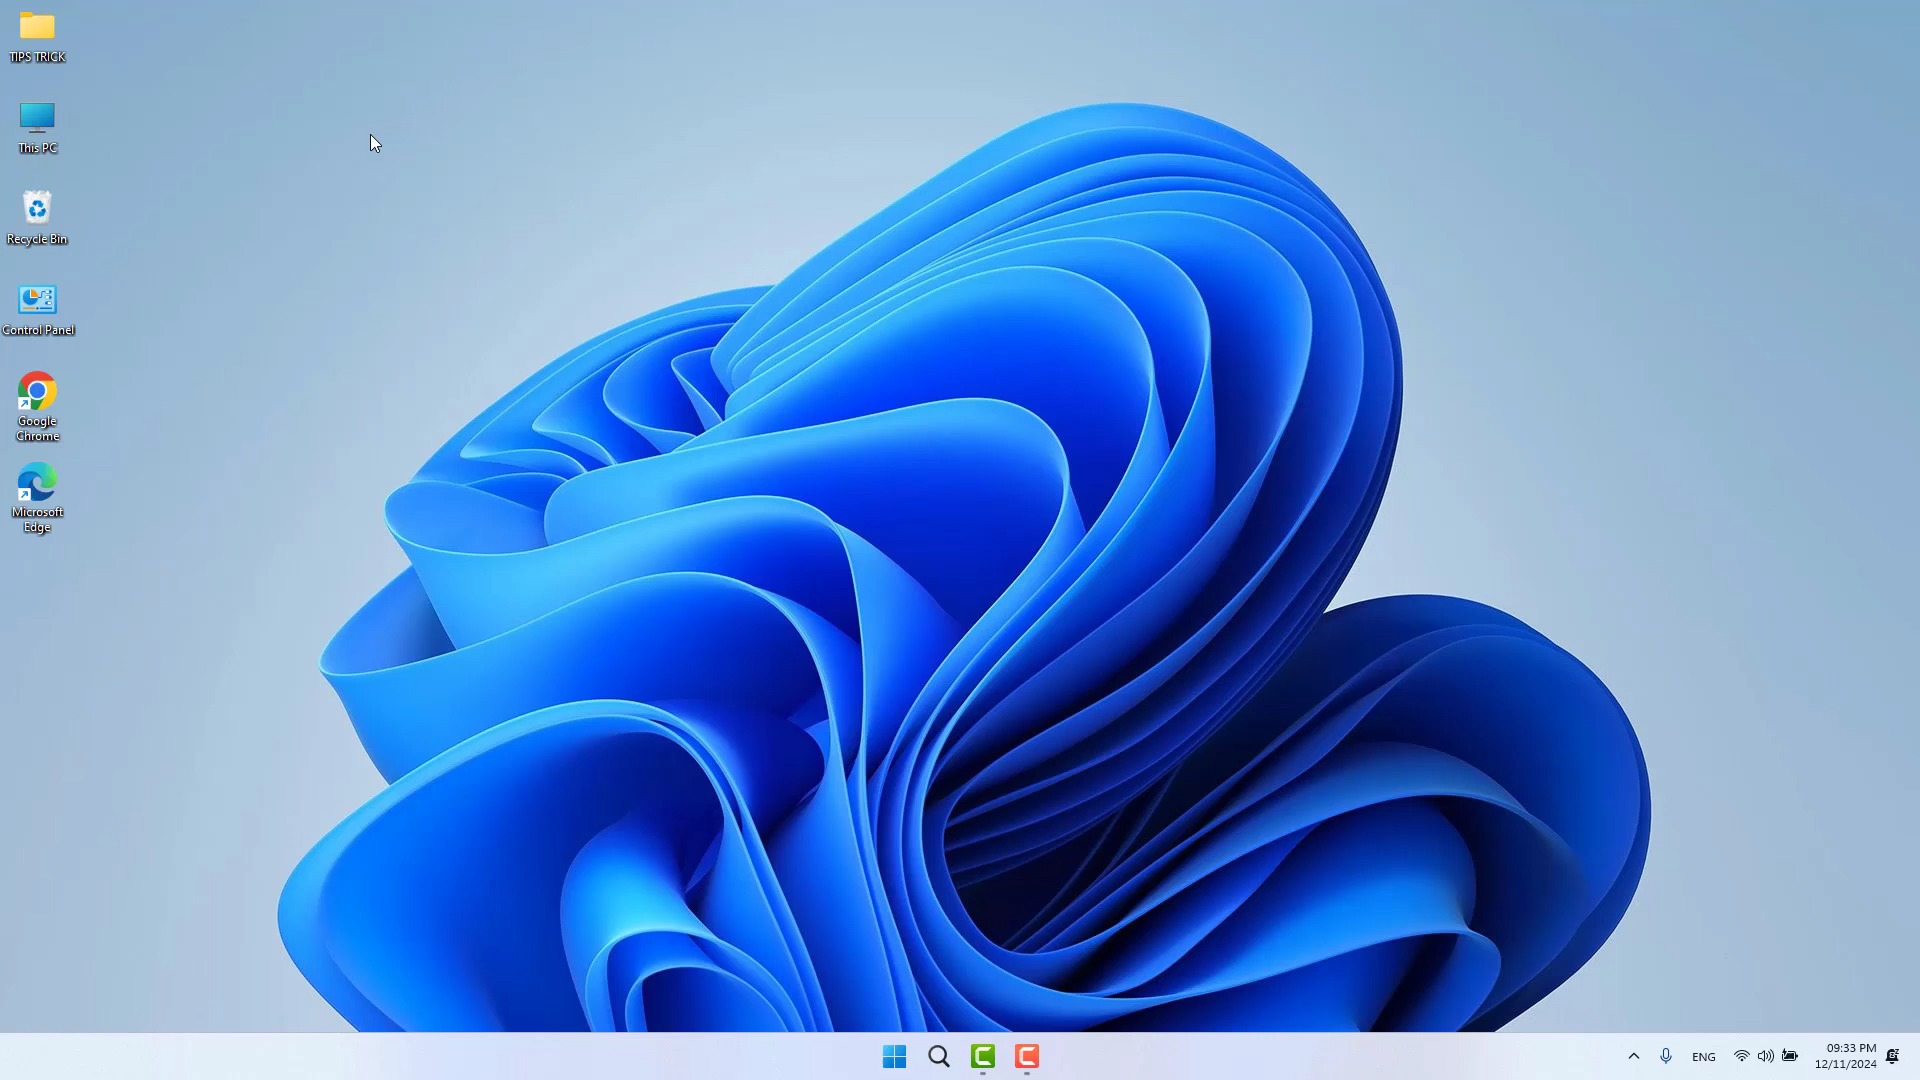 TIPS TRICK
This PC
Recycle Bin
Control Panel
Google
Chrome
Microsoft
Edge
ENG
09:33 PM
12/11/2024